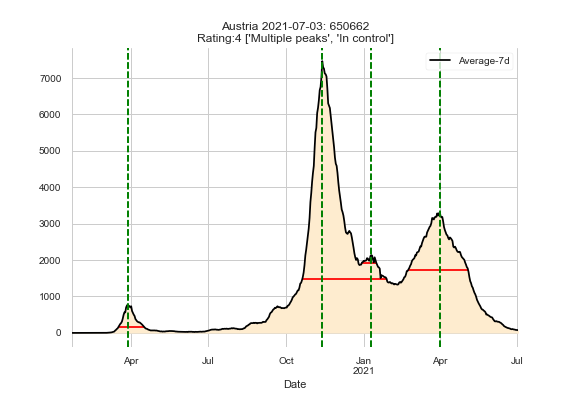 Austria 2021-07-03: 650662
Rating:4 ['Multiple peaks', 'In control']
Average-7d
7000
6000
5000
4000
3000
2000
1000
0
Apr
Jul
Oct
Jan
2021
Apr
Jul
Date